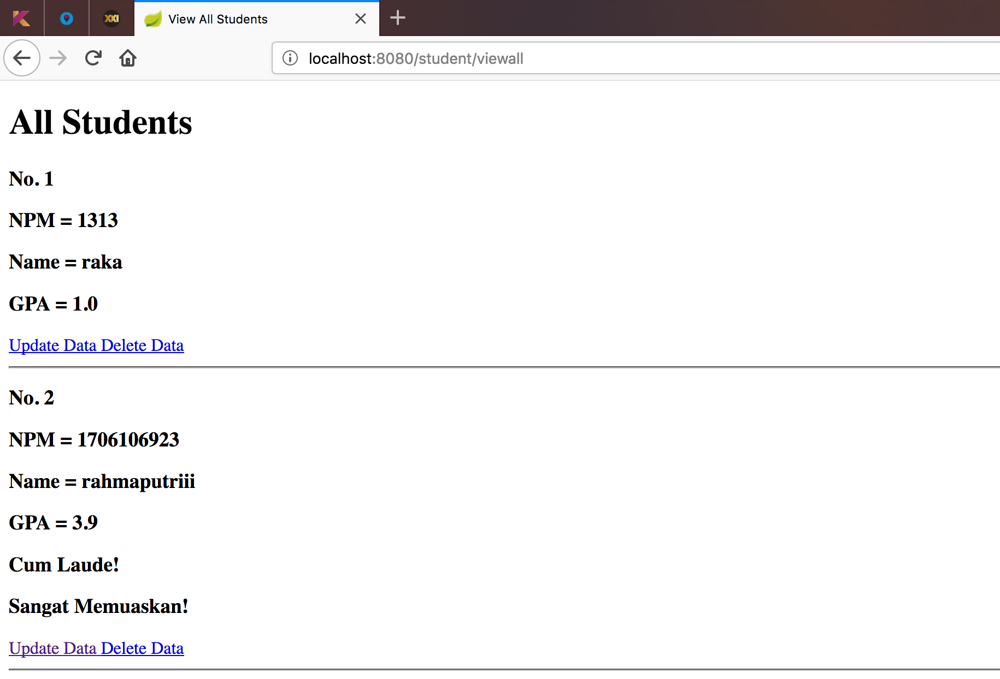 XXI
View All Students
localhost:8080/student/viewall
All Students
No. 1
NPM = 1313
Name = raka
GPA = 1.0
Update Data Delete Data
No. 2
NPM = 1706106923
Name = rahmaputriii
GPA = 3.9
Cum Laude!
Sangat Memuaskan!
Update Data Delete Data